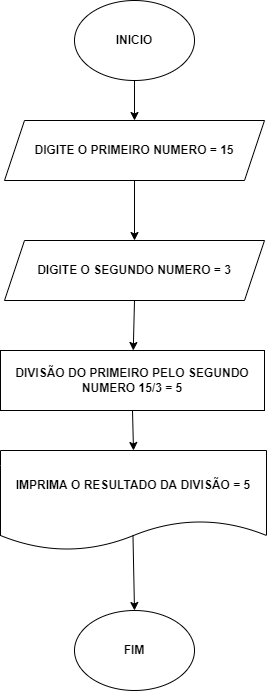 INICIO
DIGITE O PRIMEIRO NUMERO = 15
DIGITE O SEGUNDO NUMERO = 3
DIVISÃO DO PRIMEIRO PELO SEGUNDO
NUMERO 15/3 = 5
IMPRIMA O RESULTADO DA DIVISÃO = 5
FIM